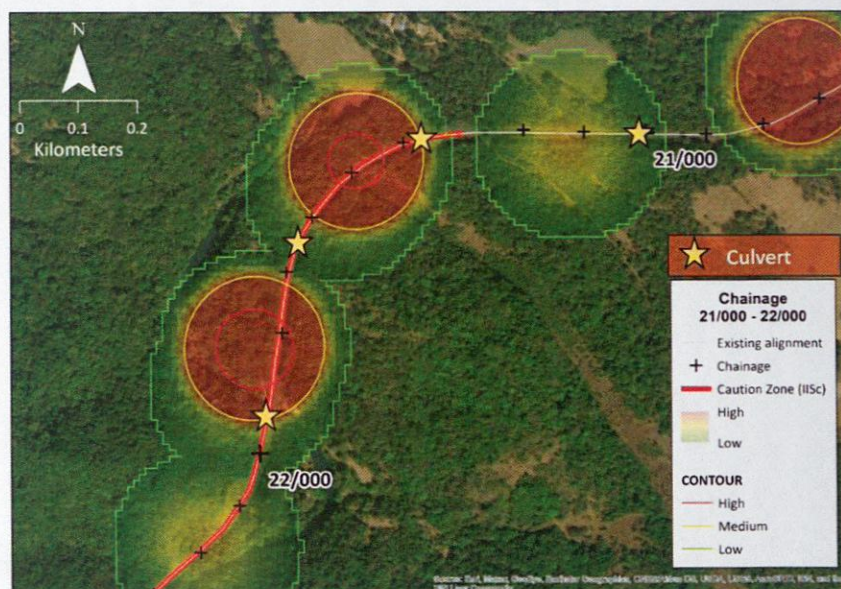 N
0 0.1 0.2
Kilometers
21/000
22/000
Culvert
Chainage
21/000 - 22/000
Existing alignment
Chainage
Caution Zone (IISc)
High
Low
CONTOUR
High
Medium
Low